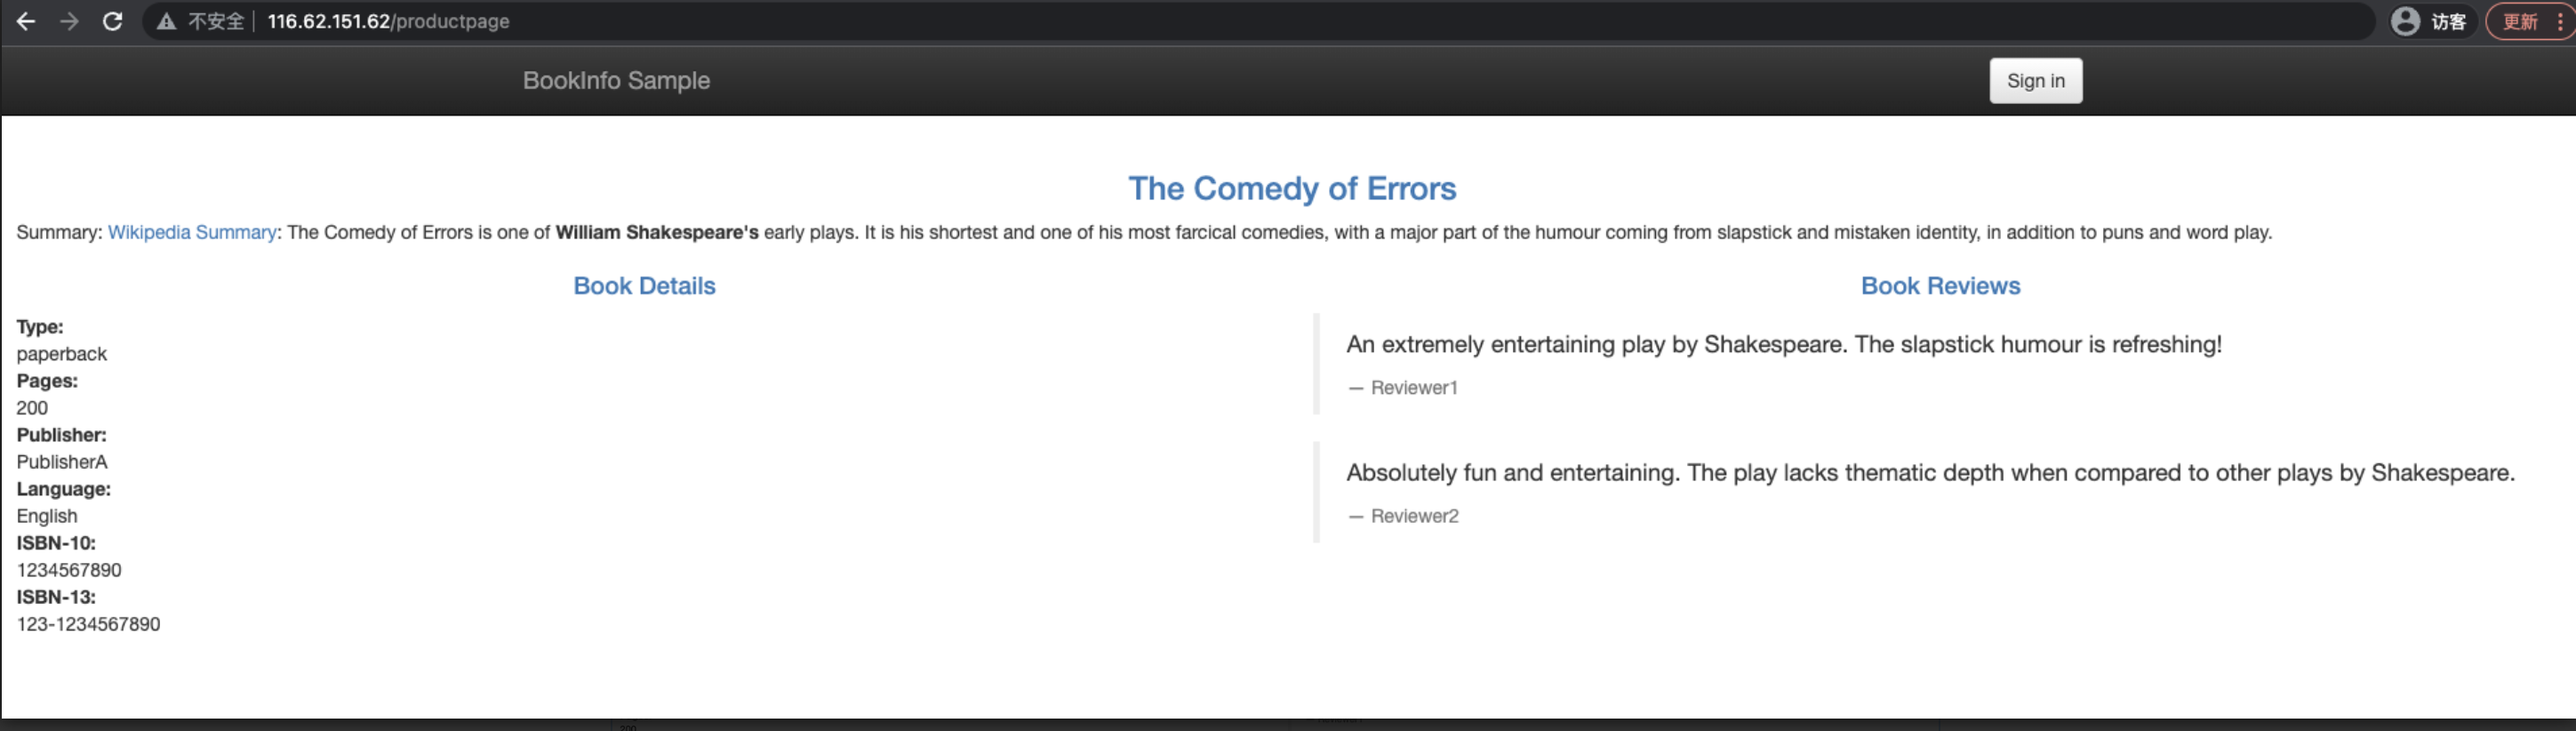 不安全 116.62.151.62/productpage 访客 更新
BookInfo Sample Sign in
The Comedy of Errors
Summary: Wikipedia Summary: The Comedy of Errors is one of William Shakespeare's early plays. It is his shortest and one of his most farcical comedies, with a major part of the humour coming from slapstick and mistaken identity, in addition to puns and word play.
Book Details
Type:
paperback
Pages:
200
Publisher:
PublisherA
Language:
English
ISBN-10:
1234567890
ISBN-13:
123-1234567890
Book Reviews
An extremely entertaining play by Shakespeare. The slapstick humour is refreshing!
— Reviewer1
Absolutely fun and entertaining. The play lacks thematic depth when compared to other plays by Shakespeare.
— Reviewer2